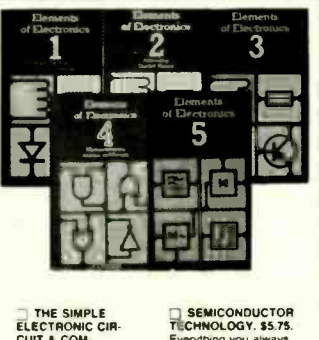 Elements
of Electronics
1
Elements
of Electronics
2
Elements
of Electronics
3
Elements
of Electronics
4
Elements
of Electronics
5
THE SIMPLE
ELECTRONIC CIR-
CUIT & COM-
SEMICONDUCTOR
TECHNOLOGY. $5.75.
Everything you always